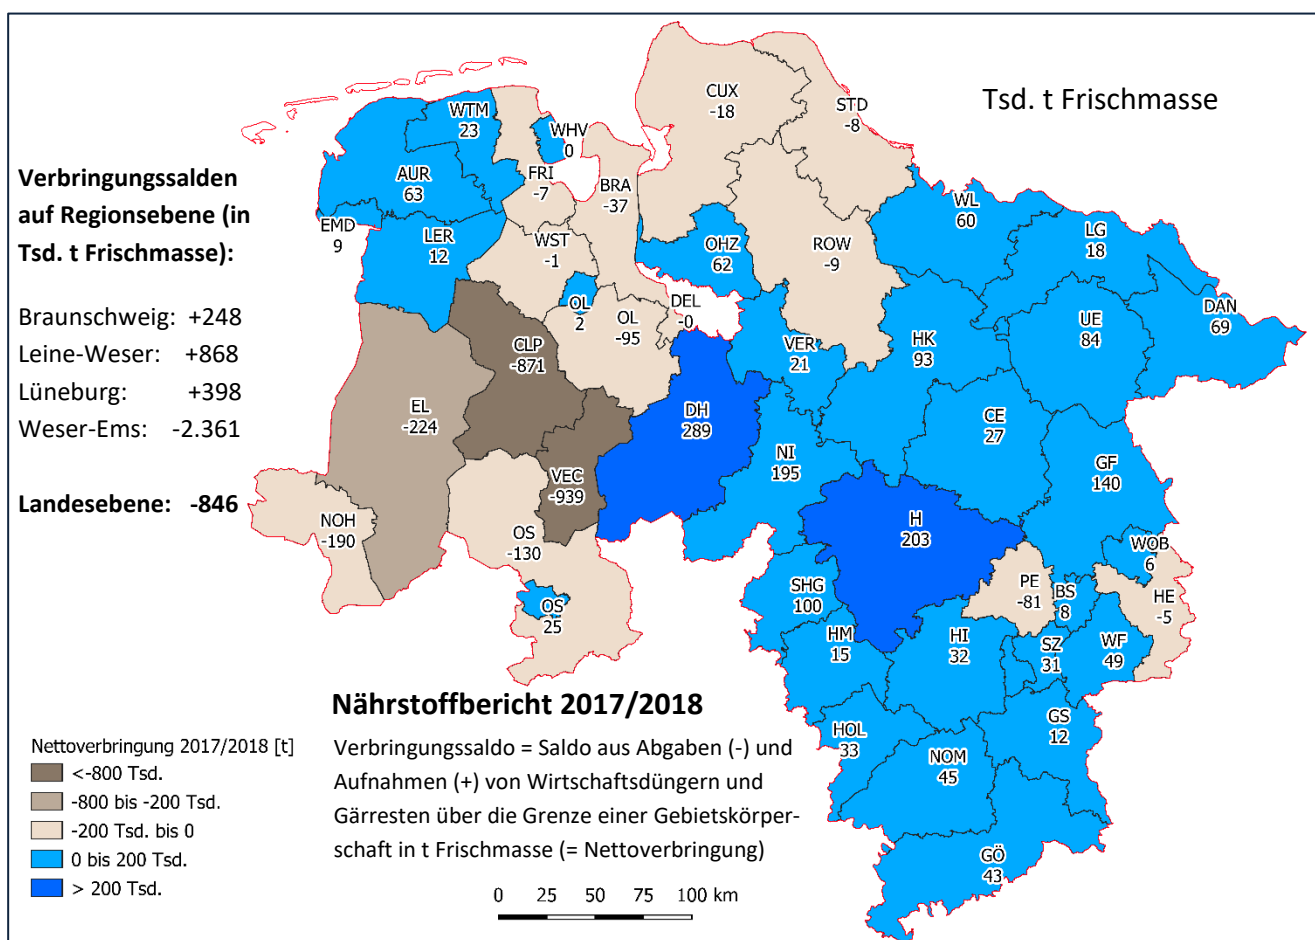 Tsd. t Frischmasse
Verbringungssalden
auf Regionsebene (in
Tsd. t Frischmasse):
Braunschweig: +248
Leine-Weser: +868
Lüneburg: +398
Weser-Ems: -2.361
Landesebene: -846
CUX
-18
STD
-8
WTM
23
WHV
0
AUR
63
FRI
-7
BRA
-37
EMD
9
LER
12
WST
-1
OHZ
62
ROW
-9
WL
60
LG
18
DAN
69
OL
2
OL
-95
DEL
-0
VER
21
HK
93
UE
84
CLP
-871
EL
-224
DH
289
CE
27
NI
195
GF
140
VEC
-939
NOH
-190
OS
-130
H
203
WOB
6
OS
25
SHG
100
PE
-81
BS
8
HE
-5
HM
15
HI
32
SZ
31
WF
49
HOL
33
NOM
45
GS
12
GÖ
43
Nährstoffbericht 2017/2018
Verbringungssaldo = Saldo aus Abgaben (-) und
Aufnahmen (+) von Wirtschaftsdüngern und
Gärresten über die Grenze einer Gebietskörper-
schaft in t Frischmasse (= Nettoverbringung)
Nettoverbringung 2017/2018 [t]
<-800 Tsd.
-800 bis -200 Tsd.
-200 Tsd. bis 0
0 bis 200 Tsd.
> 200 Tsd.
0 25 50 75 100 km